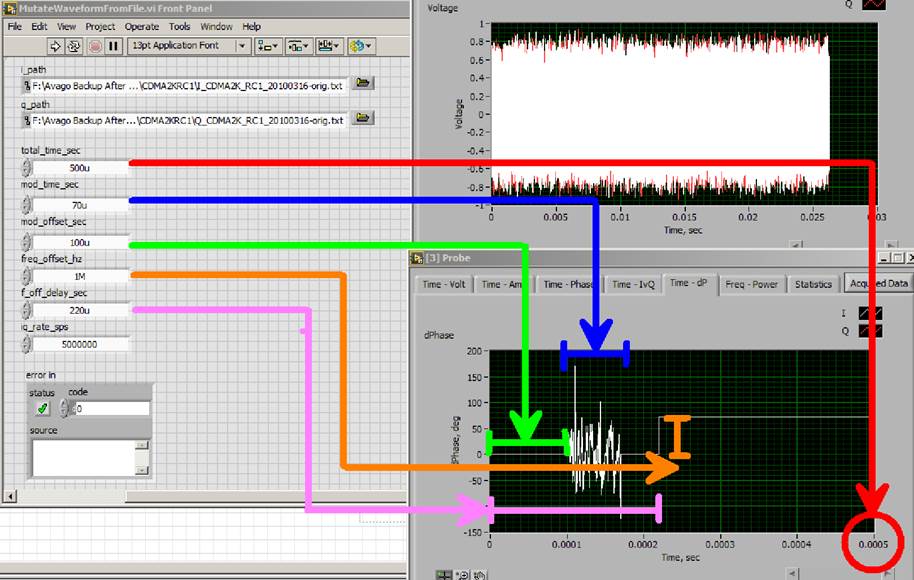 MutateWaveformFromFile.vi Front Panel
File Edit View Project Operate Tools Window Help
13pt Application Font
i_path
F:\Avago Backup After ...\CDMA2KRC1\I_CDMA2K_RC1_20100316-orig.txt
q_path
F:\Avago Backup After...\CDMA2KRC1\Q_CDMA2K_RC1_20100316-orig.txt
total_time_sec
500u
mod_time_sec
70u
mod_offset_sec
100u
freq_offset_hz
1M
f_off_delay_sec
220u
iq_rate_sps
5000000
error in
status code
0
source
Voltage
Q
1
0.8
0.6
0.4
0.2
0
-0.2
-0.4
-0.6
-0.8
-1
Voltage
0 0.005 0.01 0.015 0.02 0.025
Time, sec
[3] Probe
Time - Volt Time - Am Time - Phase Time - IvQ Time - dP Freq - Power Statistics Acquired Data
I
Q
dPhase
200
150
100
50
0
-50
-100
-150
dPhase, deg
0 0.0001 0.0002 0.0003 0.0004 0.0005
Time, sec